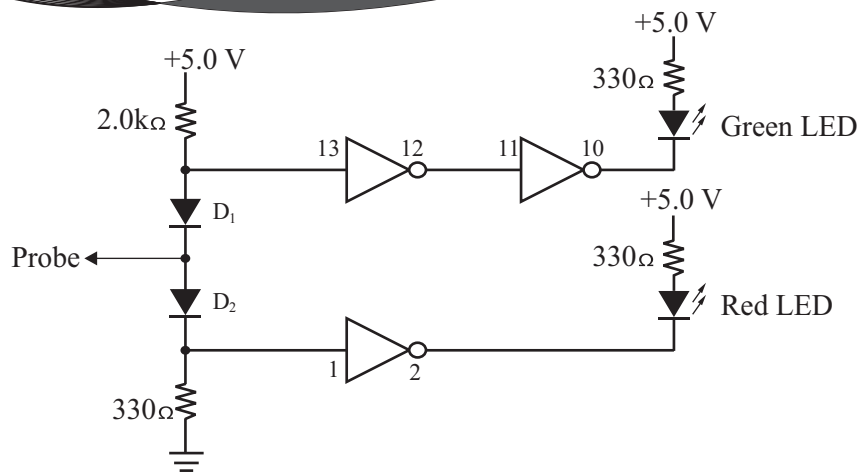 +5.0 V
+5.0 V
330Ω
2.0kΩ
Green LED
13
12
11
10
+5.0 V
D₁
Probe
330Ω
D₂
Red LED
1
2
330Ω